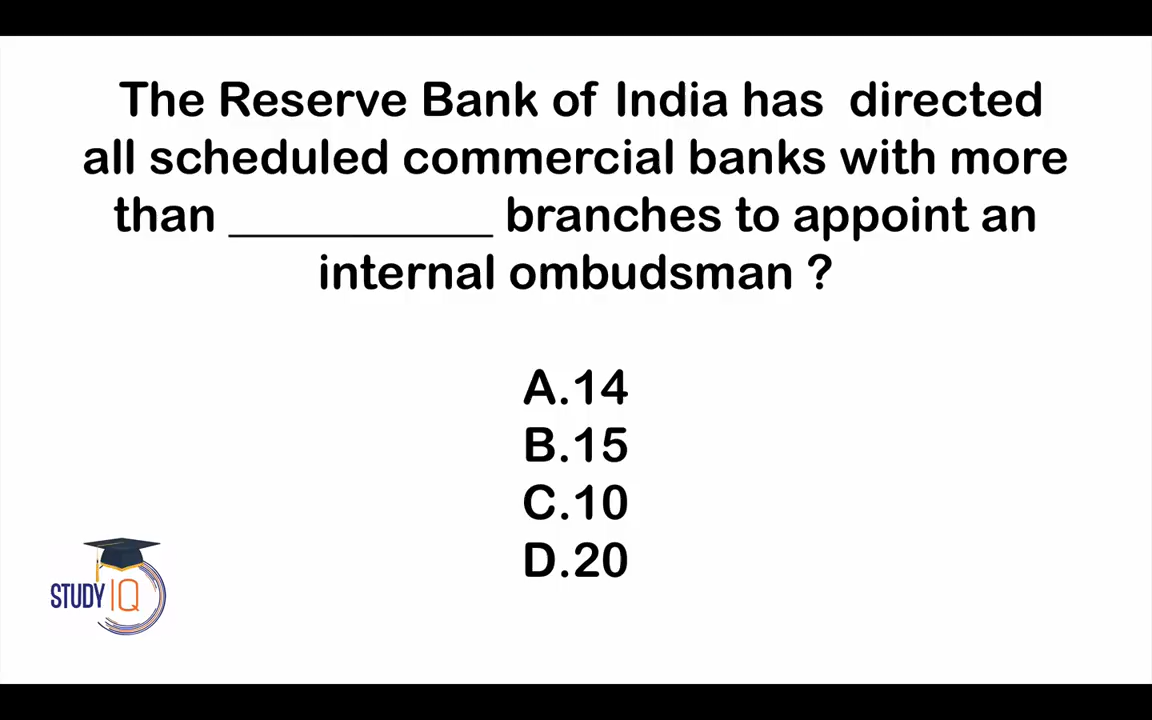 The Reserve Bank of India has directed
all scheduled commercial banks with more
than ___________ branches to appoint an
internal ombudsman ?
A.14
B.15
C.10
D.20
STUDY IQ